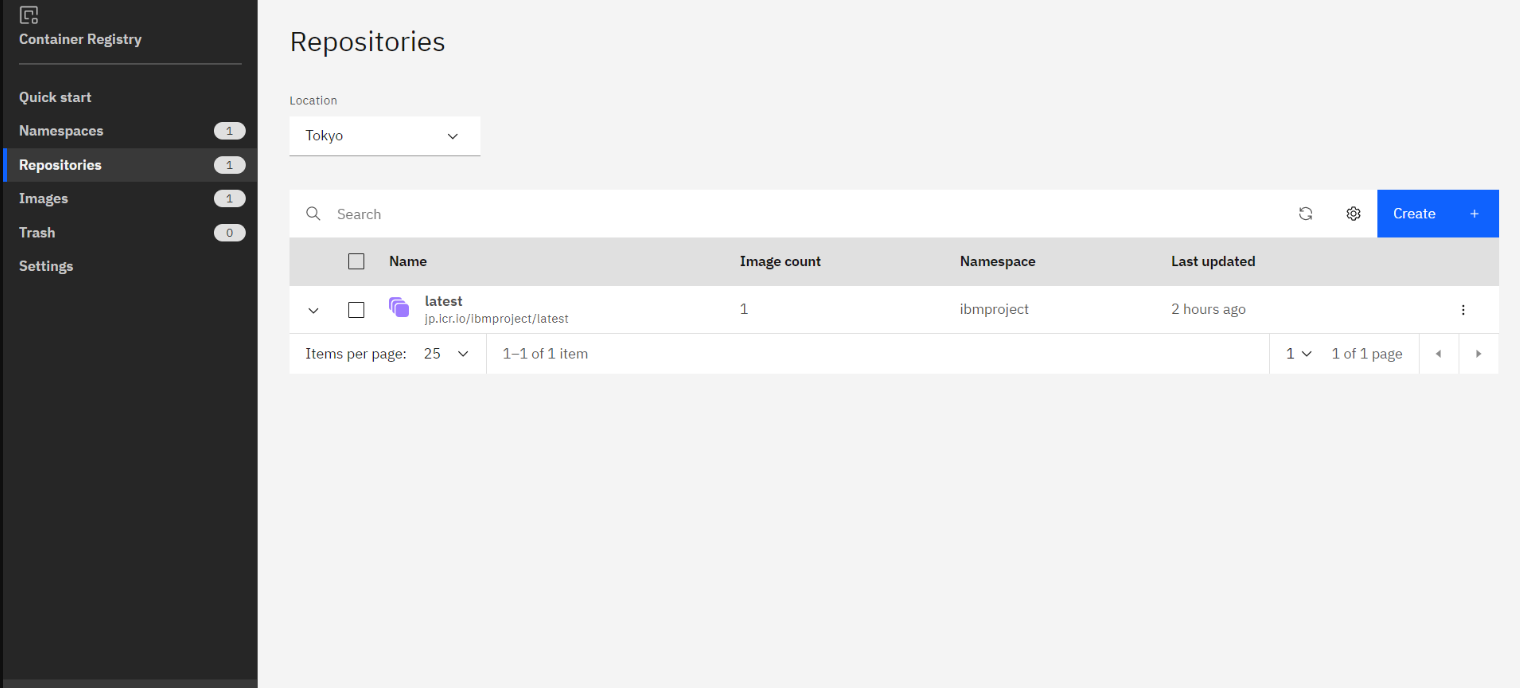 Container Registry
Quick start
Namespaces 1
Repositories 1
Images 1
Trash 0
Settings
Repositories
Location
Tokyo
Search
Create +
Name Image count Namespace Last updated
latest
jp.icr.io/ibmproject/latest
1 ibmproject 2 hours ago
Items per page: 25 1–1 of 1 item 1 1 of 1 page